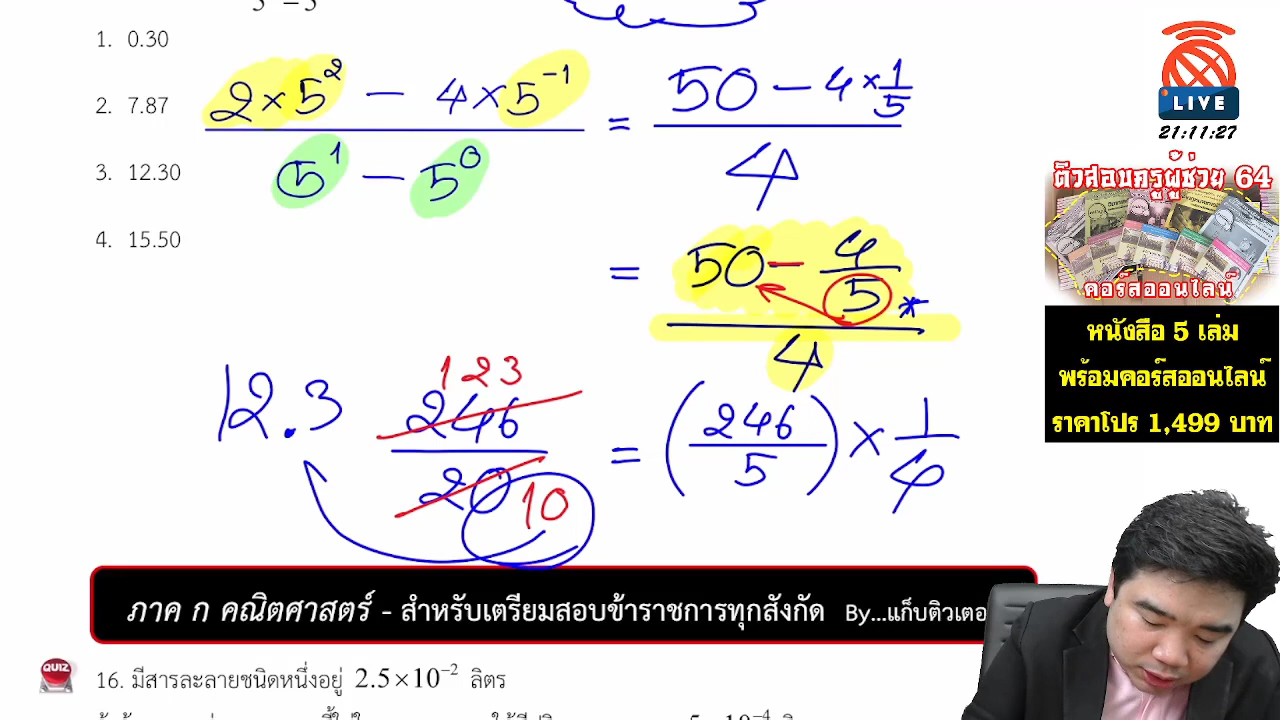 1. 0.30
2. 7.87
3. 12.30
4. 15.50
2×5² − 4×5⁻¹ = 50 − 4×1/5
5¹ − 5⁰ 4
= 50 − 4/5 *
4
123
12.3 246 = (246/5) × 1/4
20 10
ภาค ก คณิตศาสตร์ - สำหรับเตรียมสอบข้าราชการทุกสังกัด By...แก็บติวเตอ
QUIZ
16. มีสารละลายชนิดหนึ่งอยู่ 2.5×10⁻² ลิตร
LIVE
21:11:27
ติวสอบครูผู้ช่วย 64
คอร์สออนไลน์
หนังสือ 5 เล่ม
พร้อมคอร์สออนไลน์
ราคาโปร 1,499 บาท